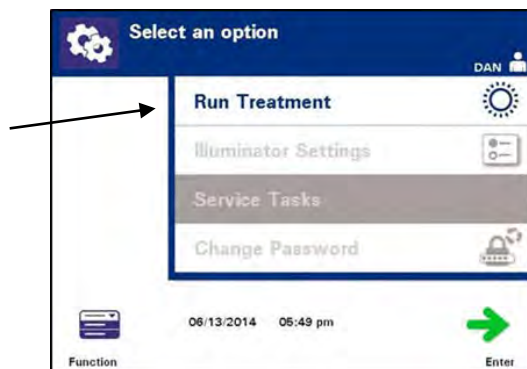 Select an option
DAN
Run Treatment
Illuminator Settings
Service Tasks
Change Password
06/13/2014 05:49 pm
Function
Enter